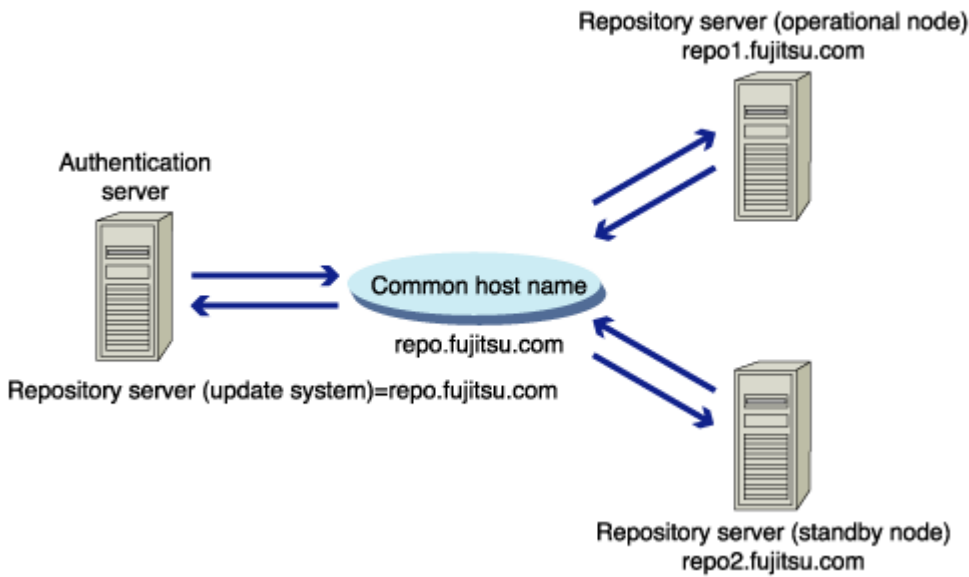 Repository server (operational node)
repo1.fujitsu.com
Authentication
server
Common host name
repo.fujitsu.com
Repository server (update system)=repo.fujitsu.com
Repository server (standby node)
repo2.fujitsu.com